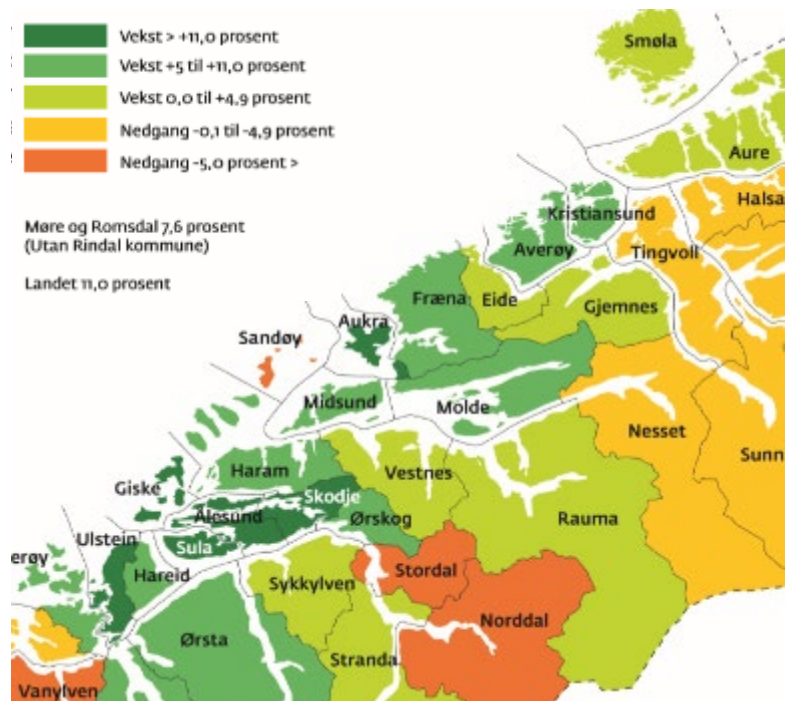 Vekst > +11,0 prosent
Vekst +5 til +11,0 prosent
Vekst 0,0 til +4,9 prosent
Nedgang -0,1 til -4,9 prosent
Nedgang -5,0 prosent >
Møre og Romsdal 7,6 prosent
(Utan Rindal kommune)
Landet 11,0 prosent
Smøla
Aure
Halsa
Kristiansund
Averøy
Tingvoll
Fræna
Eide
Gjemnes
Aukra
Sandøy
Midsund
Molde
Nesset
Sunn
Haram
Vestnes
Giske
Skodje
Ålesund
Ørskog
Rauma
Ulstein
Sula
erøy
Hareid
Stordal
Sykkylven
Norddal
Ørsta
Stranda
Vanylven